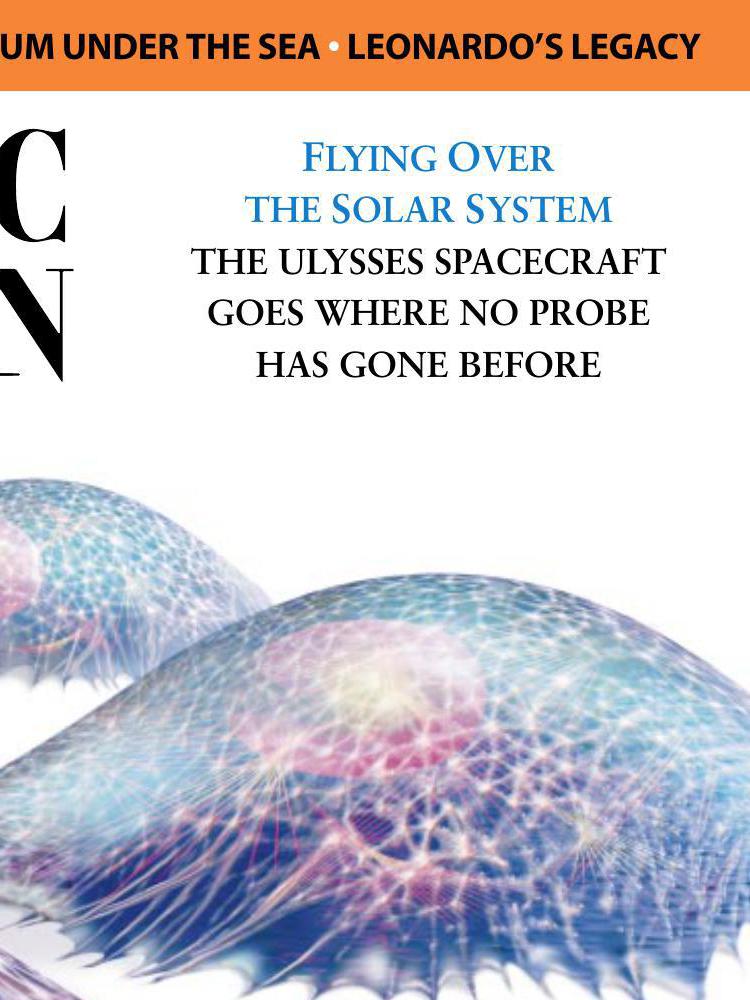 UM UNDER THE SEA • LEONARDO’S LEGACY
C
N
FLYING OVER
THE SOLAR SYSTEM
THE ULYSSES SPACECRAFT
GOES WHERE NO PROBE
HAS GONE BEFORE